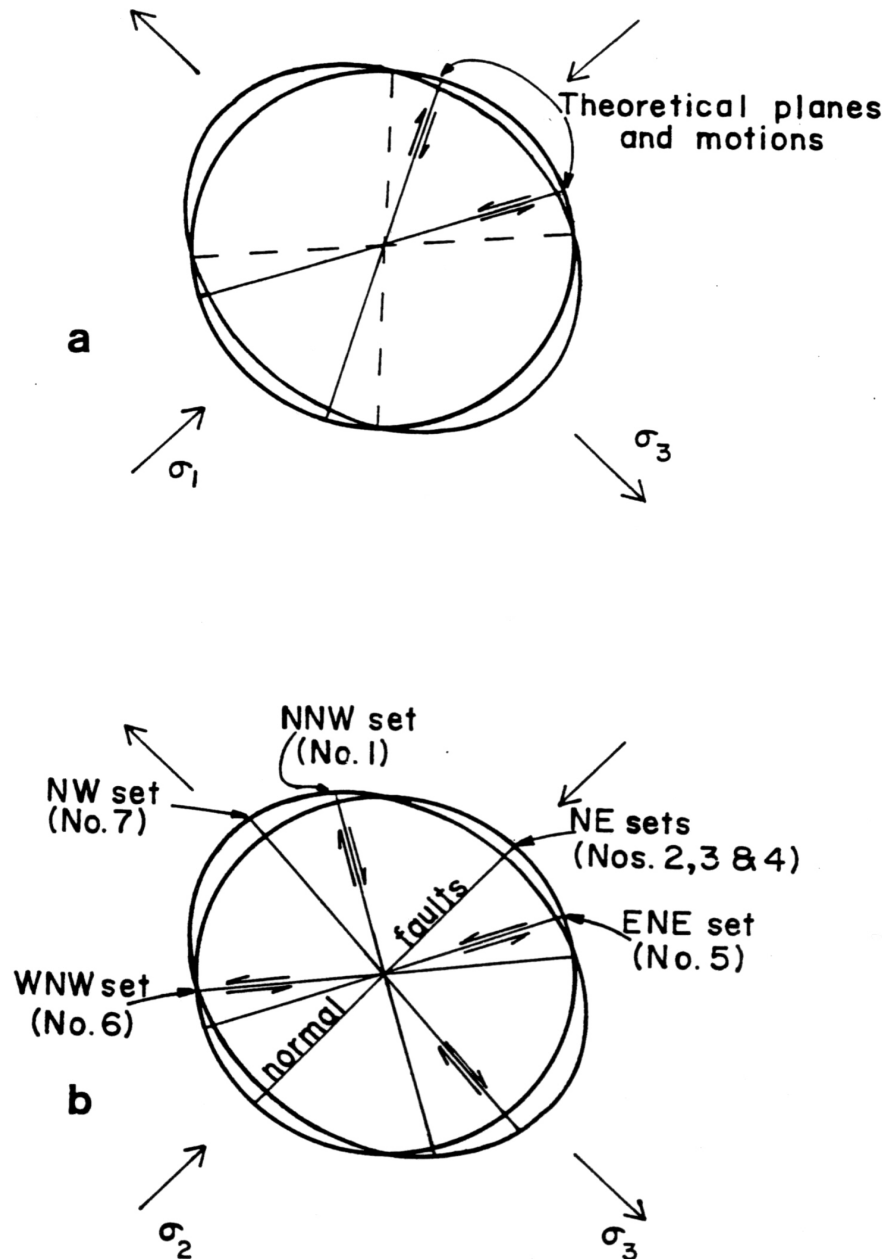 Theoretical planes
and motions
a
σ₁
σ₃
NNW set
(No. 1)
NW set
(No. 7)
NE sets
(Nos. 2, 3 & 4)
faults
ENE set
(No. 5)
WNW set
(No. 6)
normal
b
σ₂
σ₃